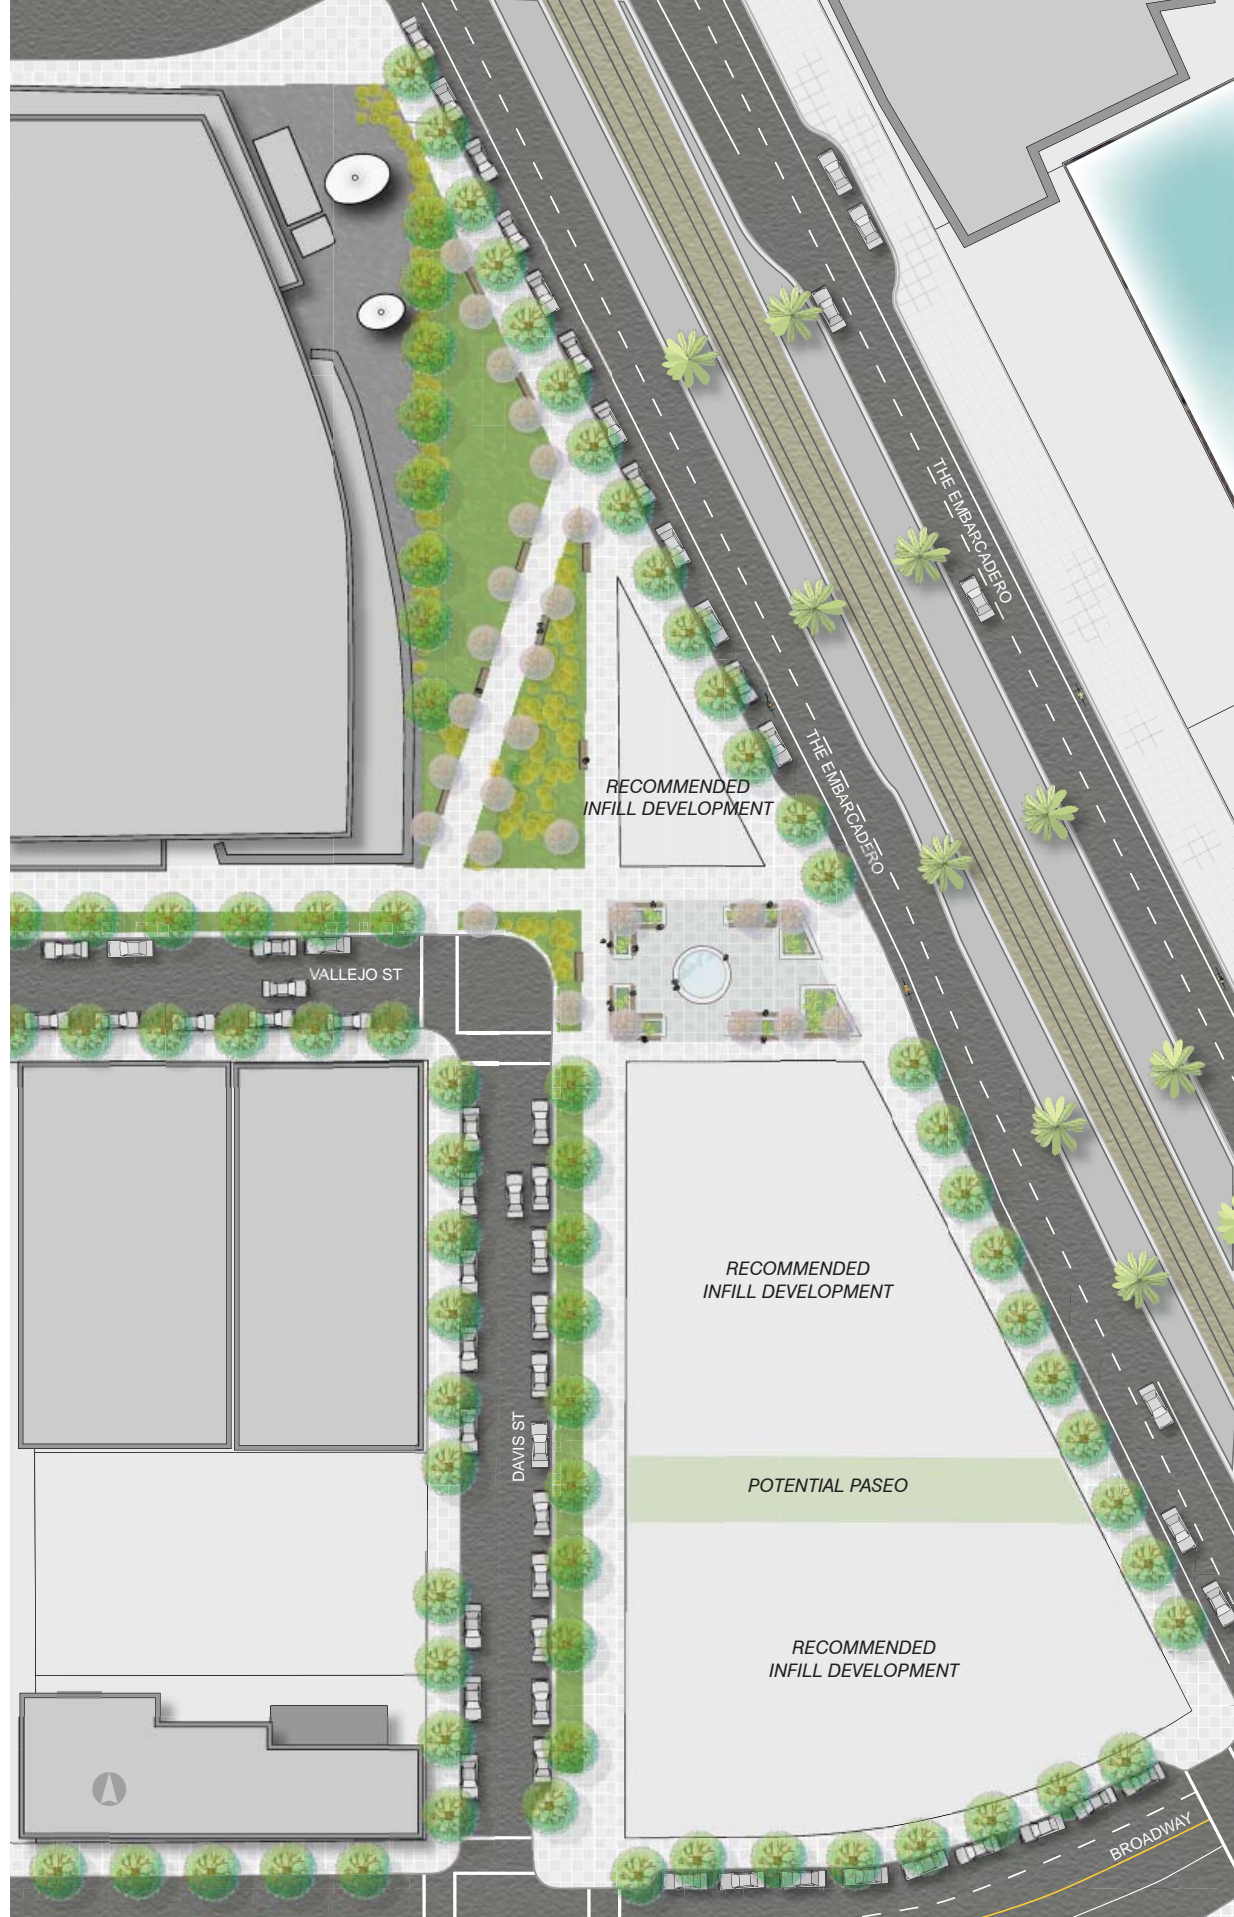 THE EMBARCADERO
RECOMMENDED
INFILL DEVELOPMENT
THE EMBARCADERO
VALLEJO ST
RECOMMENDED
INFILL DEVELOPMENT
DAVIS ST
POTENTIAL PASEO
RECOMMENDED
INFILL DEVELOPMENT
BROADWAY